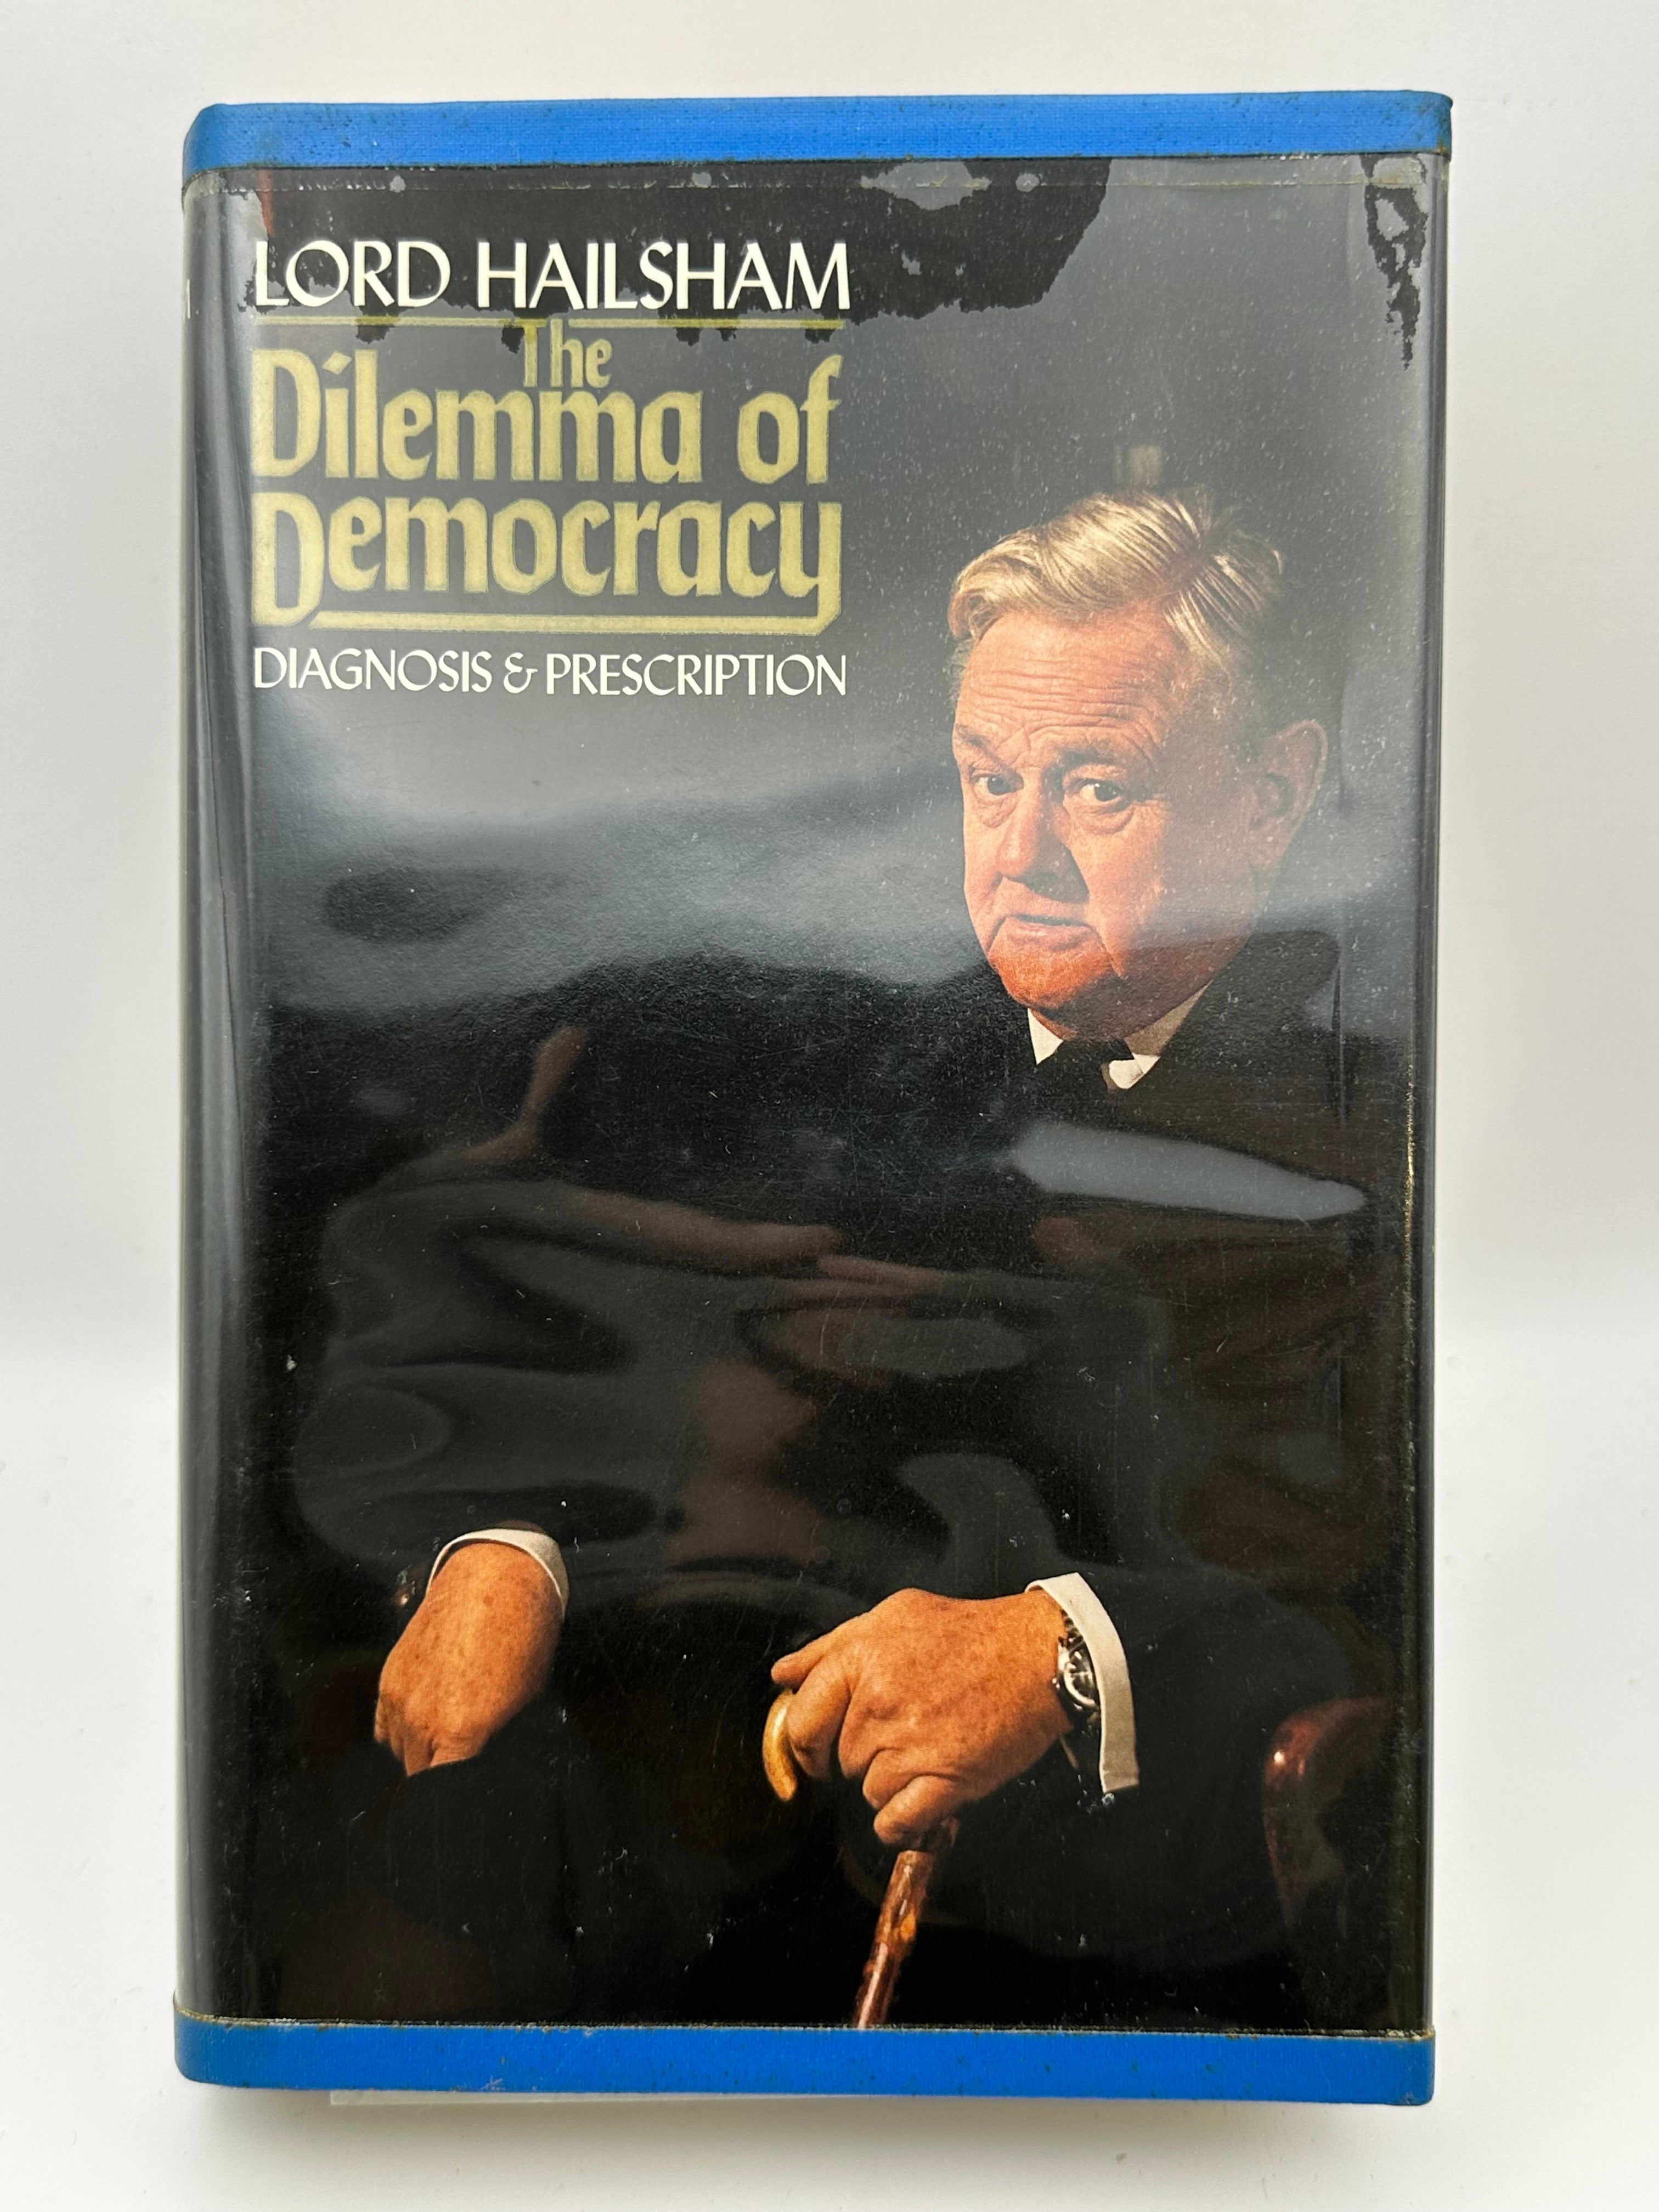 LORD HAILSHAM
The
Dilemma of
Democracy
DIAGNOSIS & PRESCRIPTION